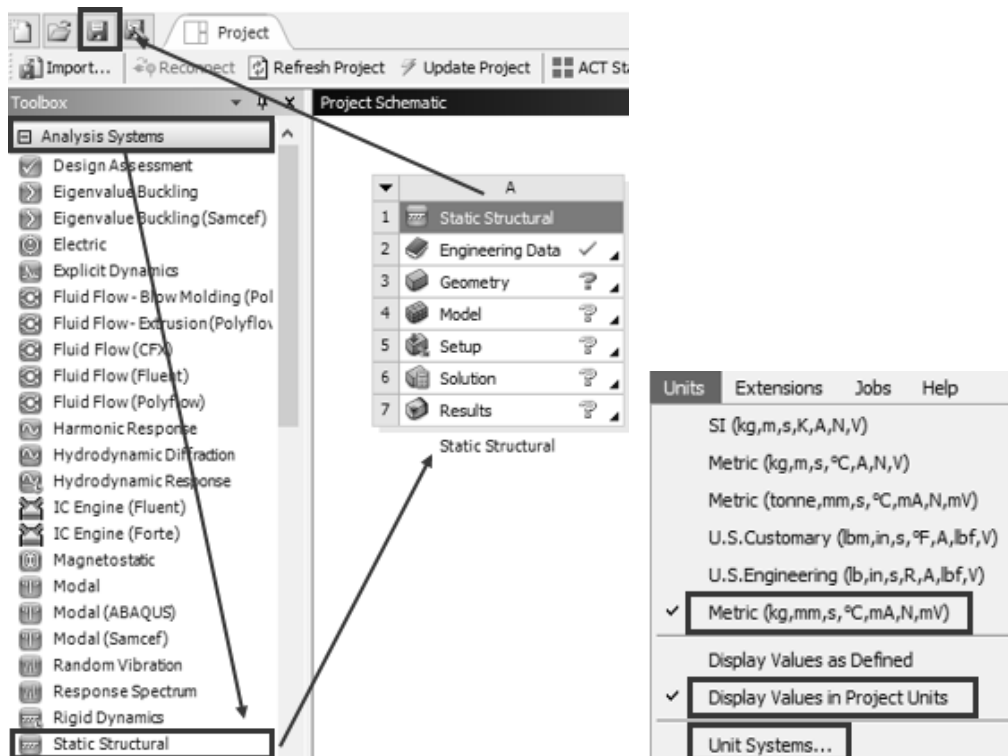 Project
Import... Reconnect Refresh Project Update Project ACT Sta
Toolbox
Analysis Systems
Design Assessment
Eigenvalue Buckling
Eigenvalue Buckling (Samcef)
Electric
Explicit Dynamics
Fluid Flow - Blow Molding (Pol
Fluid Flow- Extrusion(Polyflov
Fluid Flow (CFX)
Fluid Flow (Fluent)
Fluid Flow (Polyflow)
Harmonic Response
Hydrodynamic Diffraction
Hydrodynamic Response
IC Engine (Fluent)
IC Engine (Forte)
Magnetostatic
Modal
Modal (ABAQUS)
Modal (Samcef)
Random Vibration
Response Spectrum
Rigid Dynamics
Static Structural
Project Schematic
A
1 Static Structural
2 Engineering Data
3 Geometry
4 Model
5 Setup
6 Solution
7 Results
Static Structural
Units Extensions Jobs Help
SI (kg,m,s,K,A,N,V)
Metric (kg,m,s,°C,A,N,V)
Metric (tonne,mm,s,°C,mA,N,mV)
U.S.Customary (lbm,in,s,°F,A,lbf,V)
U.S.Engineering (lb,in,s,R,A,lbf,V)
Metric (kg,mm,s,°C,mA,N,mV)
Display Values as Defined
Display Values in Project Units
Unit Systems...